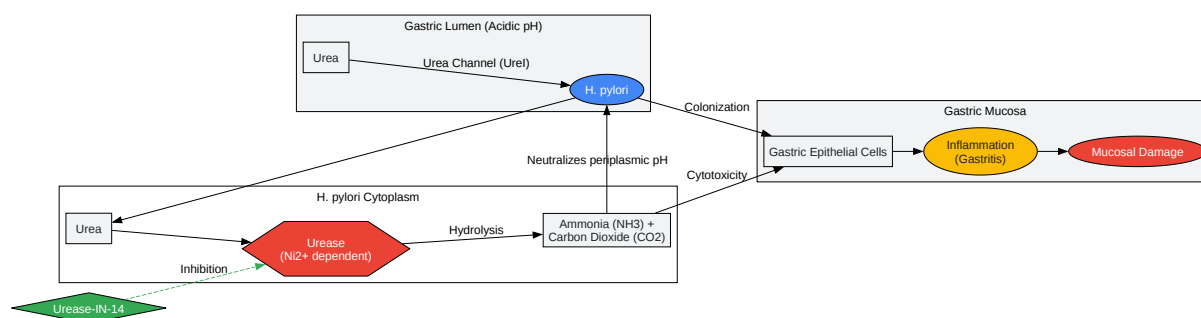 Gastric Lumen (Acidic pH)
Urea
Urea Channel (UreI)
H. pylori
Colonization
Gastric Mucosa
Gastric Epithelial Cells
Inflammation
(Gastritis)
Mucosal Damage
Neutralizes periplasmic pH
Cytotoxicity
H. pylori Cytoplasm
Urea
Urease
(Ni2+ dependent)
Hydrolysis
Ammonia (NH3) +
Carbon Dioxide (CO2)
Inhibition
Urease-IN-14